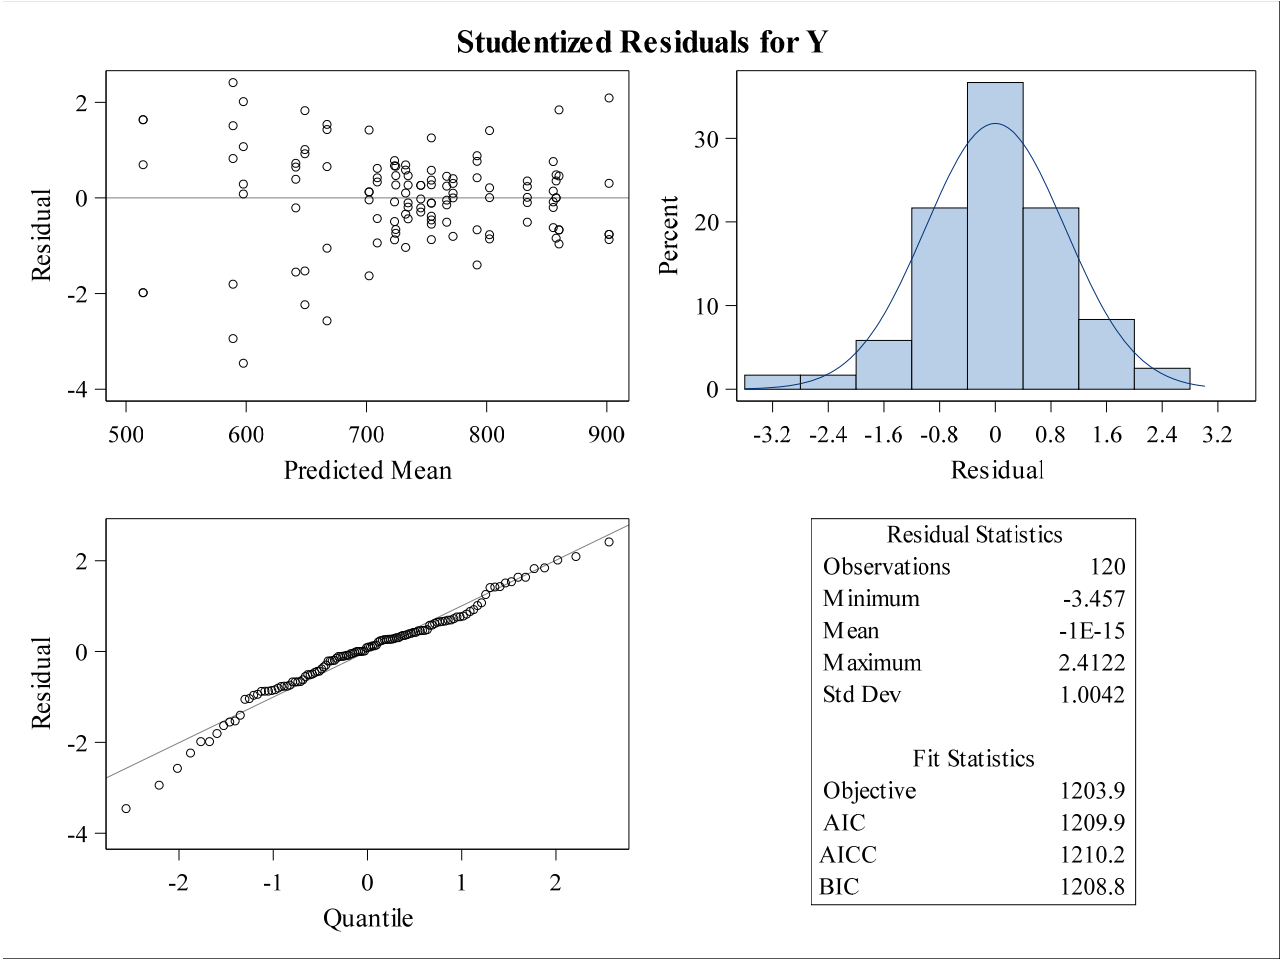 Studentized Residuals for Y
2
0
-2
-4
Residual
500 600 700 800 900
Predicted Mean
30
20
10
0
Percent
-3.2 -2.4 -1.6 -0.8 0 0.8 1.6 2.4 3.2
Residual
2
0
-2
-4
Residual
-2 -1 0 1 2
Quantile
Residual Statistics
Observations 120
Minimum -3.457
Mean -1E-15
Maximum 2.4122
Std Dev 1.0042
Fit Statistics
Objective 1203.9
AIC 1209.9
AICC 1210.2
BIC 1208.8